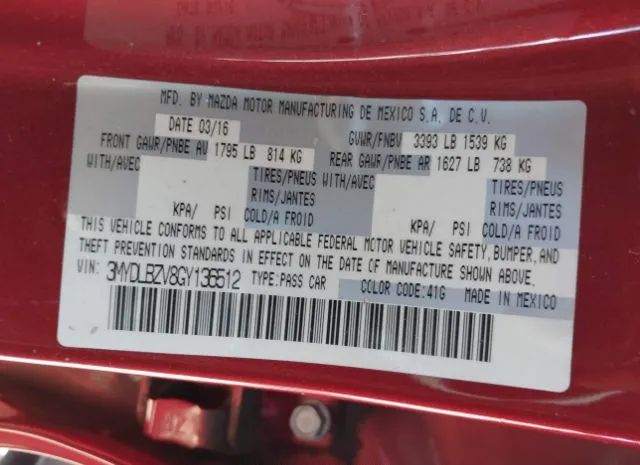 MFD. BY MAZDA MOTOR MANUFACTURING DE MEXICO S.A. DE C.V.
DATE 03/16 GVWR/PNBV 3393 LB 1539 KG
FRONT GAWR/PNBE AV 1795 LB 814 KG REAR GAWR/PNBE AR 1627 LB 738 KG
WITH/AVEC TIRES/PNEUS WITH/AVEC TIRES/PNEUS
RIMS/JANTES RIMS/JANTES
KPA/ PSI COLD/A FROID KPA/ PSI COLD/A FROID
THIS VEHICLE CONFORMS TO ALL APPLICABLE FEDERAL MOTOR VEHICLE SAFETY, BUMPER, AND
THEFT PREVENTION STANDARDS IN EFFECT ON THE DATE OF MANUFACTURE SHOWN ABOVE.
VIN: 3MYDLBZV8GY136512 TYPE:PASS CAR COLOR CODE:41G MADE IN MEXICO